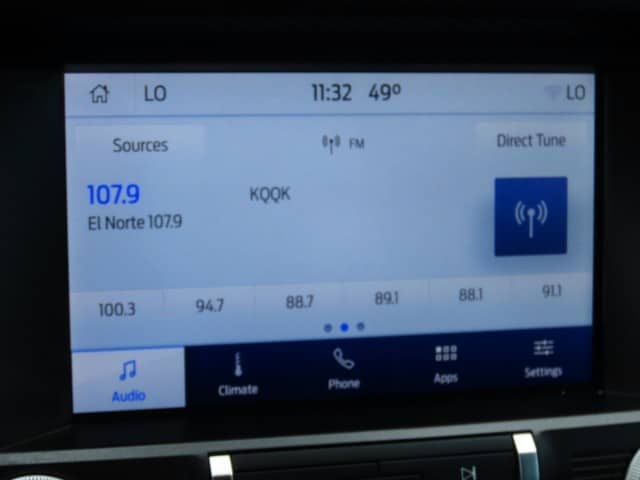 LO 11:32 49° LO
Sources FM Direct Tune
107.9 KQQK
El Norte 107.9
100.3 94.7 88.7 89.1 88.1 91.1
Audio Climate Phone Apps Settings